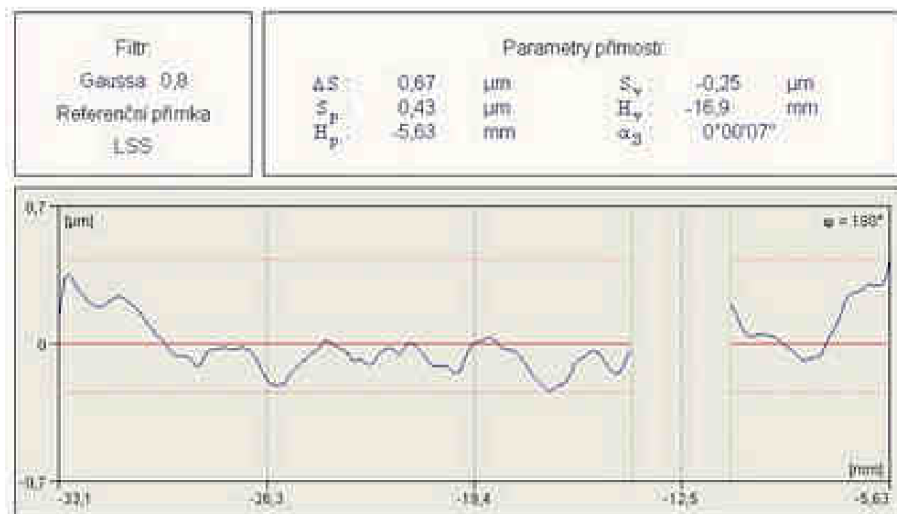 Filtr:
Gaussa: 0,8
Referenční přímka
LSS
Parametry přímosti:
ΔS : 0,67 µm
Sv : -0,25 µm
Sp : 0,43 µm
Hv : -16,9 mm
Hp : -5,63 mm
αS : 0°00'07"
0,7
[µm]
φ = 180°
0
-0,7
[mm]
-33,1
-26,3
-19,4
-12,5
-5,63